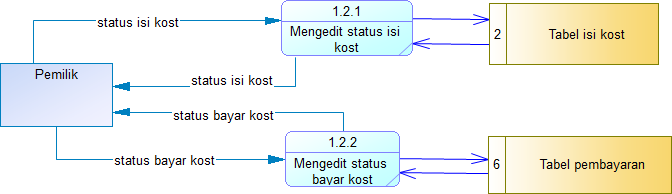 status isi kost
1.2.1
Mengedit status isi
kost
2
Tabel isi kost
status isi kost
Pemilik
status bayar kost
1.2.2
Mengedit status
bayar kost
status bayar kost
6
Tabel pembayaran